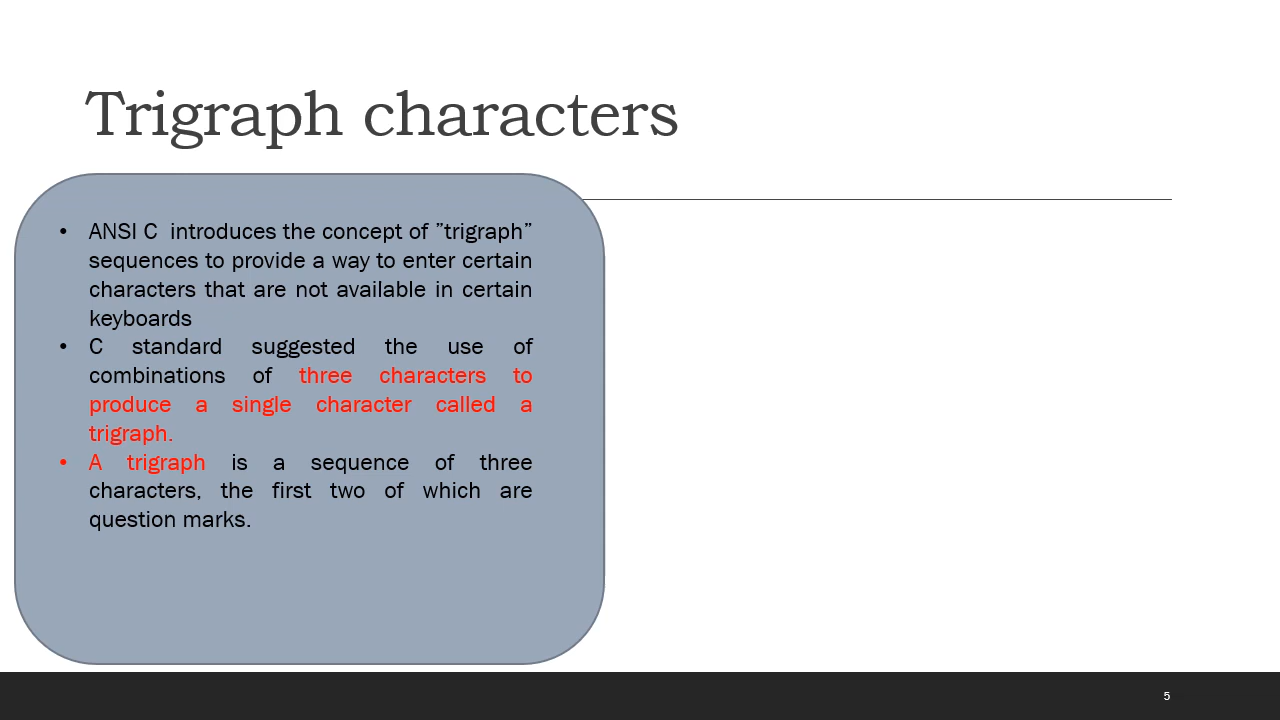 Trigraph characters
• ANSI C  introduces the concept of ”trigraph”
sequences to provide a way to enter certain
characters that are not available in certain
keyboards
• C standard suggested the use of
combinations of three characters to
produce a single character called a
trigraph.
• A trigraph is a sequence of three
characters, the first two of which are
question marks.
5